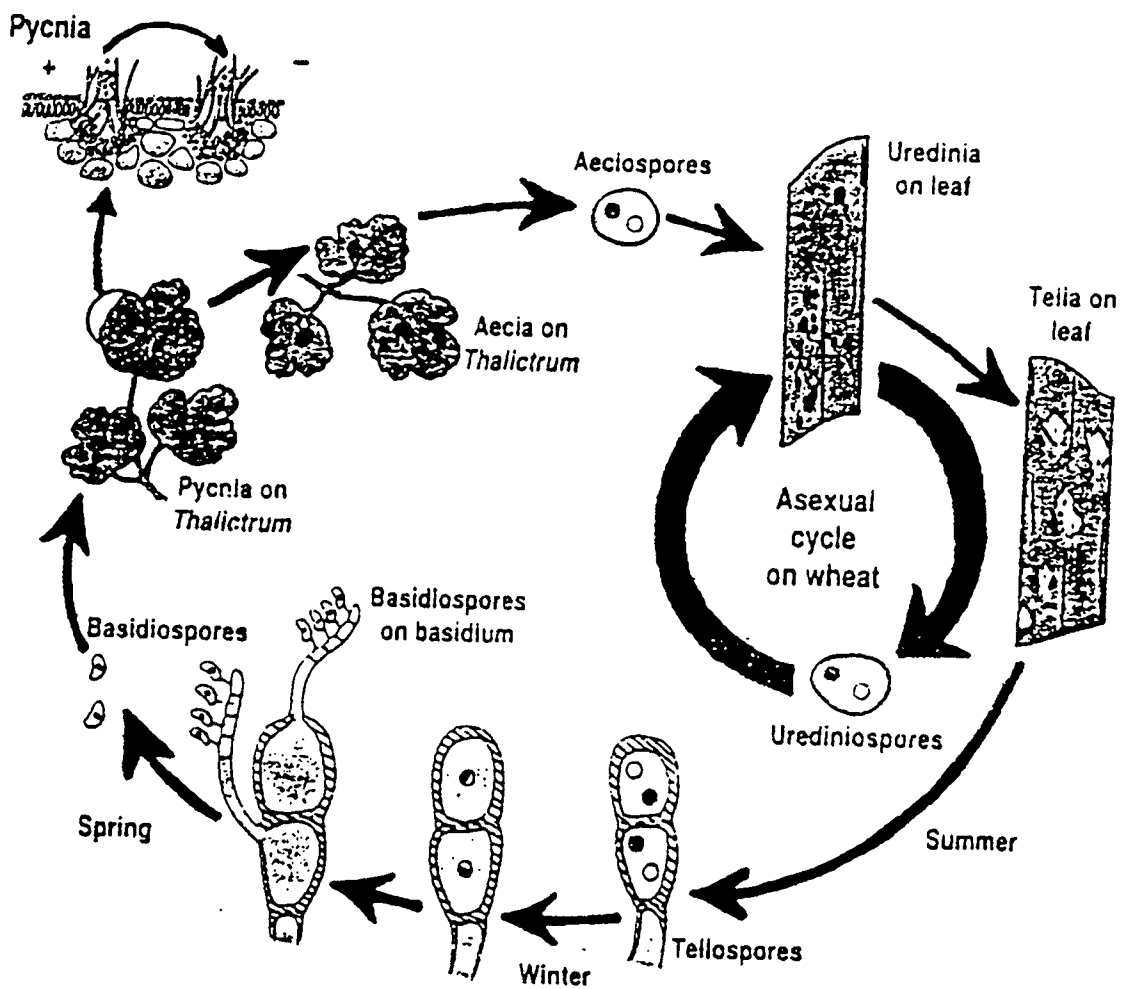 Pycnia
+
−
Aeciospores
Uredinia
on leaf
Telia on
leaf
Aecia on
Thalictrum
Pycnia on
Thalictrum
Asexual
cycle
on wheat
Basidiospores
on basidium
Basidiospores
Urediniospores
Spring
Summer
Teliospores
Winter